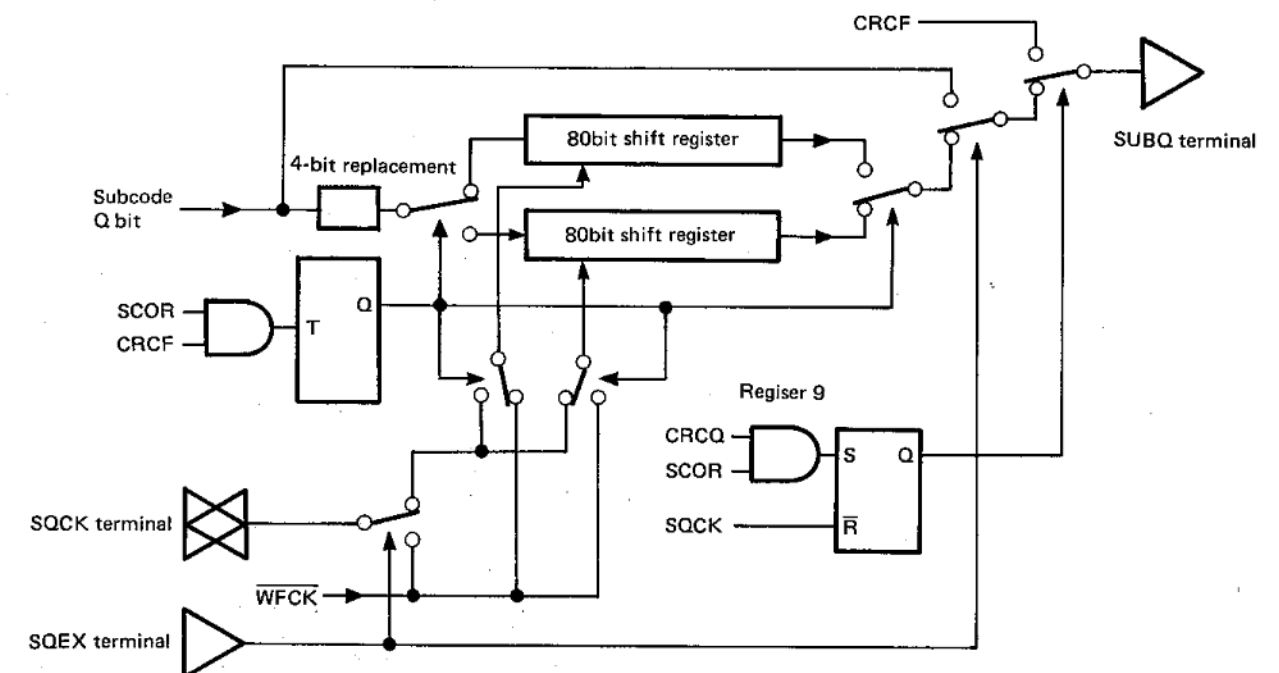 CRCF
SUBQ terminal
80bit shift register
4-bit replacement
Subcode
Q bit
80bit shift register
SCOR
CRCF
T
Q
Regiser 9
CRCQ
SCOR
S
Q
SQCK
R̅
SQCK terminal
W̅F̅C̅K̅
SQEX terminal